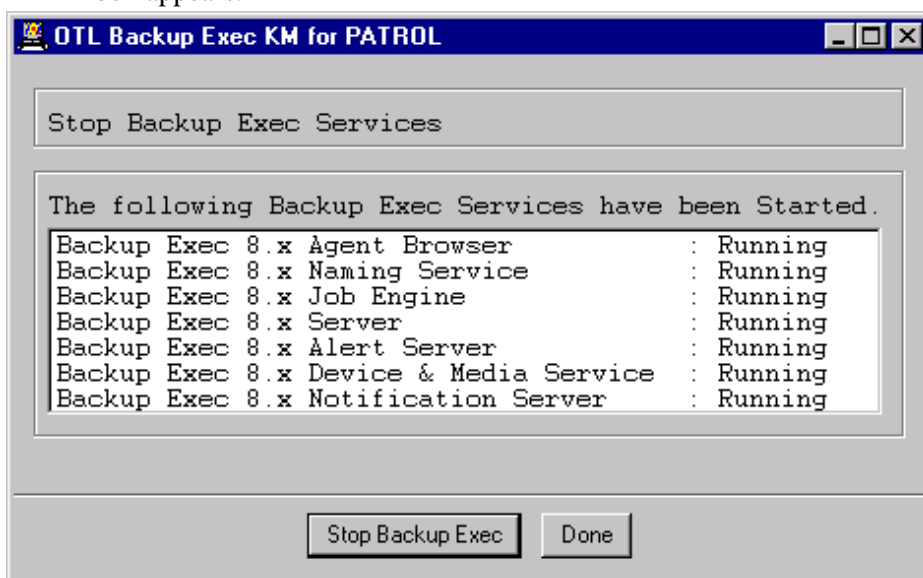 OTL Backup Exec KM for PATROL
Stop Backup Exec Services
The following Backup Exec Services have been Started.
Backup Exec 8.x Agent Browser : Running
Backup Exec 8.x Naming Service : Running
Backup Exec 8.x Job Engine : Running
Backup Exec 8.x Server : Running
Backup Exec 8.x Alert Server : Running
Backup Exec 8.x Device & Media Service : Running
Backup Exec 8.x Notification Server : Running
Stop Backup Exec Done